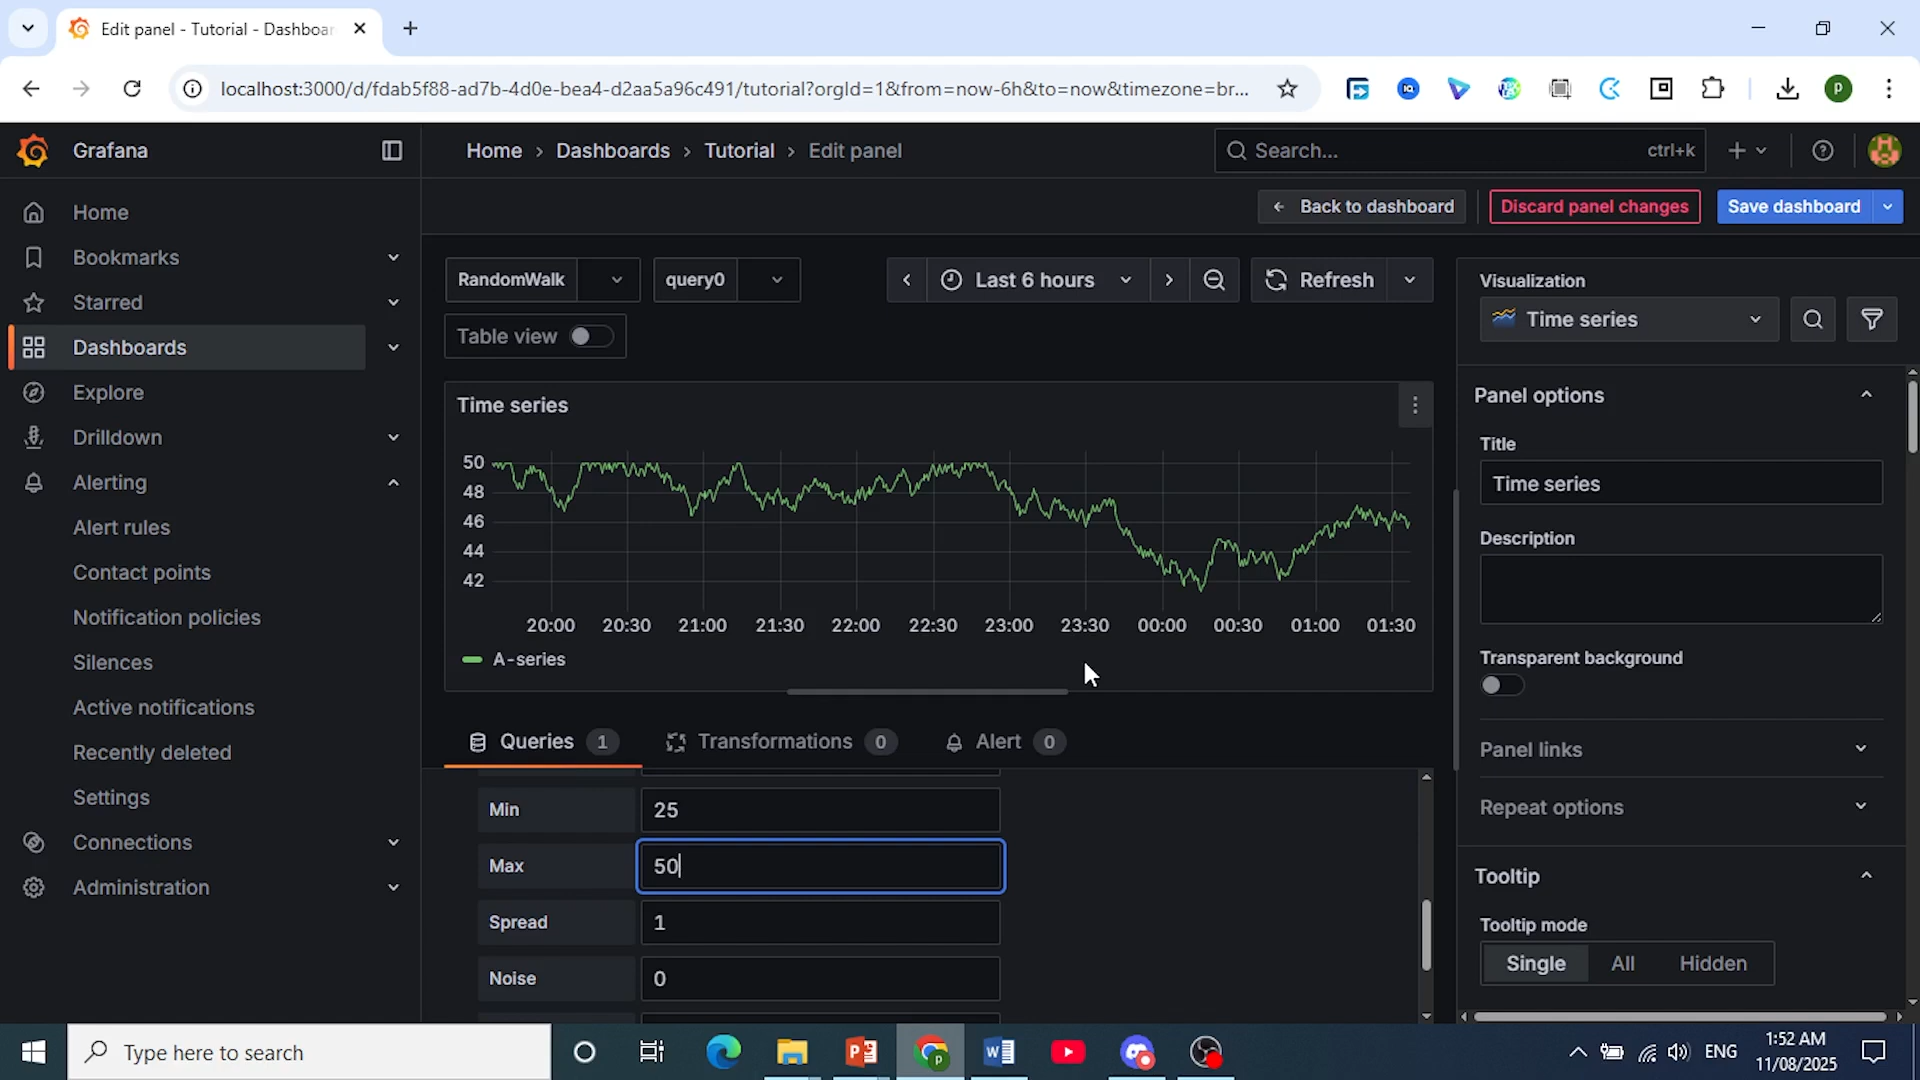 Edit panel - Tutorial - Dashboar
localhost:3000/d/fdab5f88-ad7b-4d0e-bea4-d2aa5a96c491/tutorial?orgId=1&from=now-6h&to=now&timezone=br...
P
Grafana
Home › Dashboards › Tutorial › Edit panel
Search... ctrl+k
Back to dashboard
Discard panel changes
Save dashboard
Home
Bookmarks
Starred
Dashboards
Explore
Drilldown
Alerting
Alert rules
Contact points
Notification policies
Silences
Active notifications
Recently deleted
Settings
Connections
Administration
RandomWalk
query0
Last 6 hours
Refresh
Table view
Time series
50
48
46
44
42
20:00 20:30 21:00 21:30 22:00 22:30 23:00 23:30 00:00 00:30 01:00 01:30
A-series
Queries 1
Transformations 0
Alert 0
Min 25
Max 50
Spread 1
Noise 0
Visualization
Time series
Panel options
Title
Time series
Description
Transparent background
Panel links
Repeat options
Tooltip
Tooltip mode
Single All Hidden
Type here to search
ENG
1:52 AM
11/08/2025